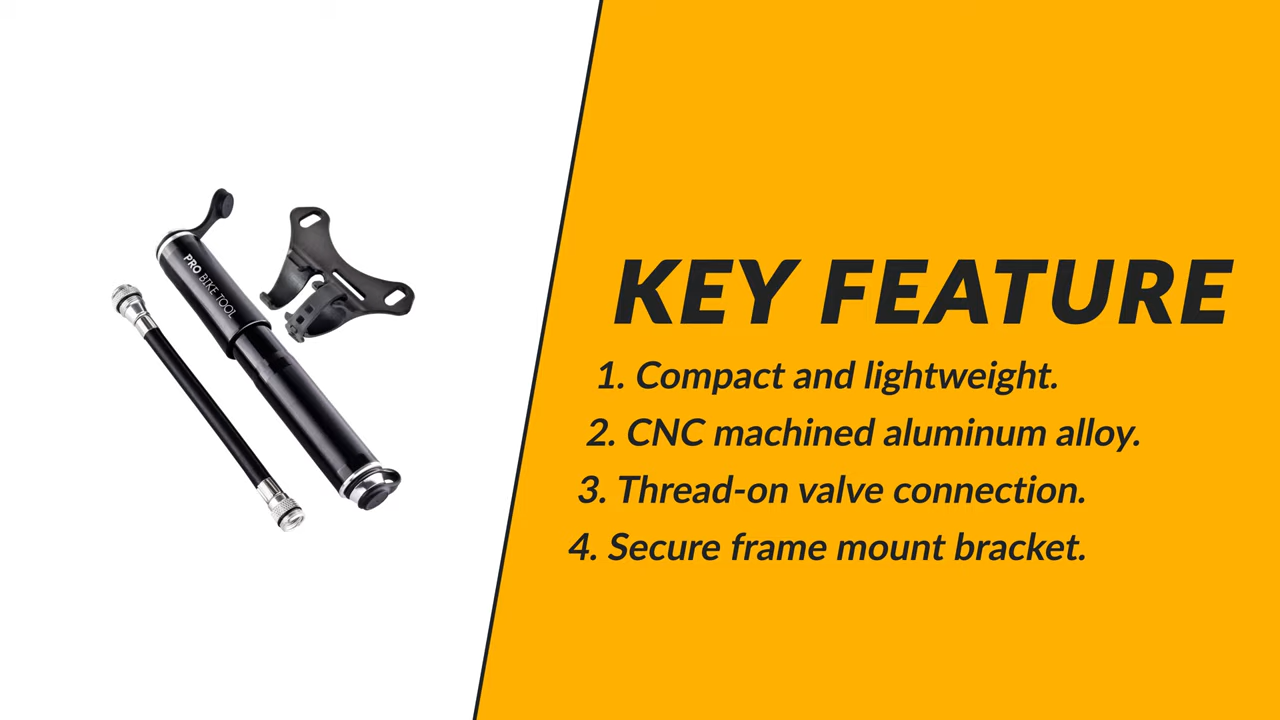 PRO BIKE TOOL
KEY FEATURE
1. Compact and lightweight.
2. CNC machined aluminum alloy.
3. Thread-on valve connection.
4. Secure frame mount bracket.